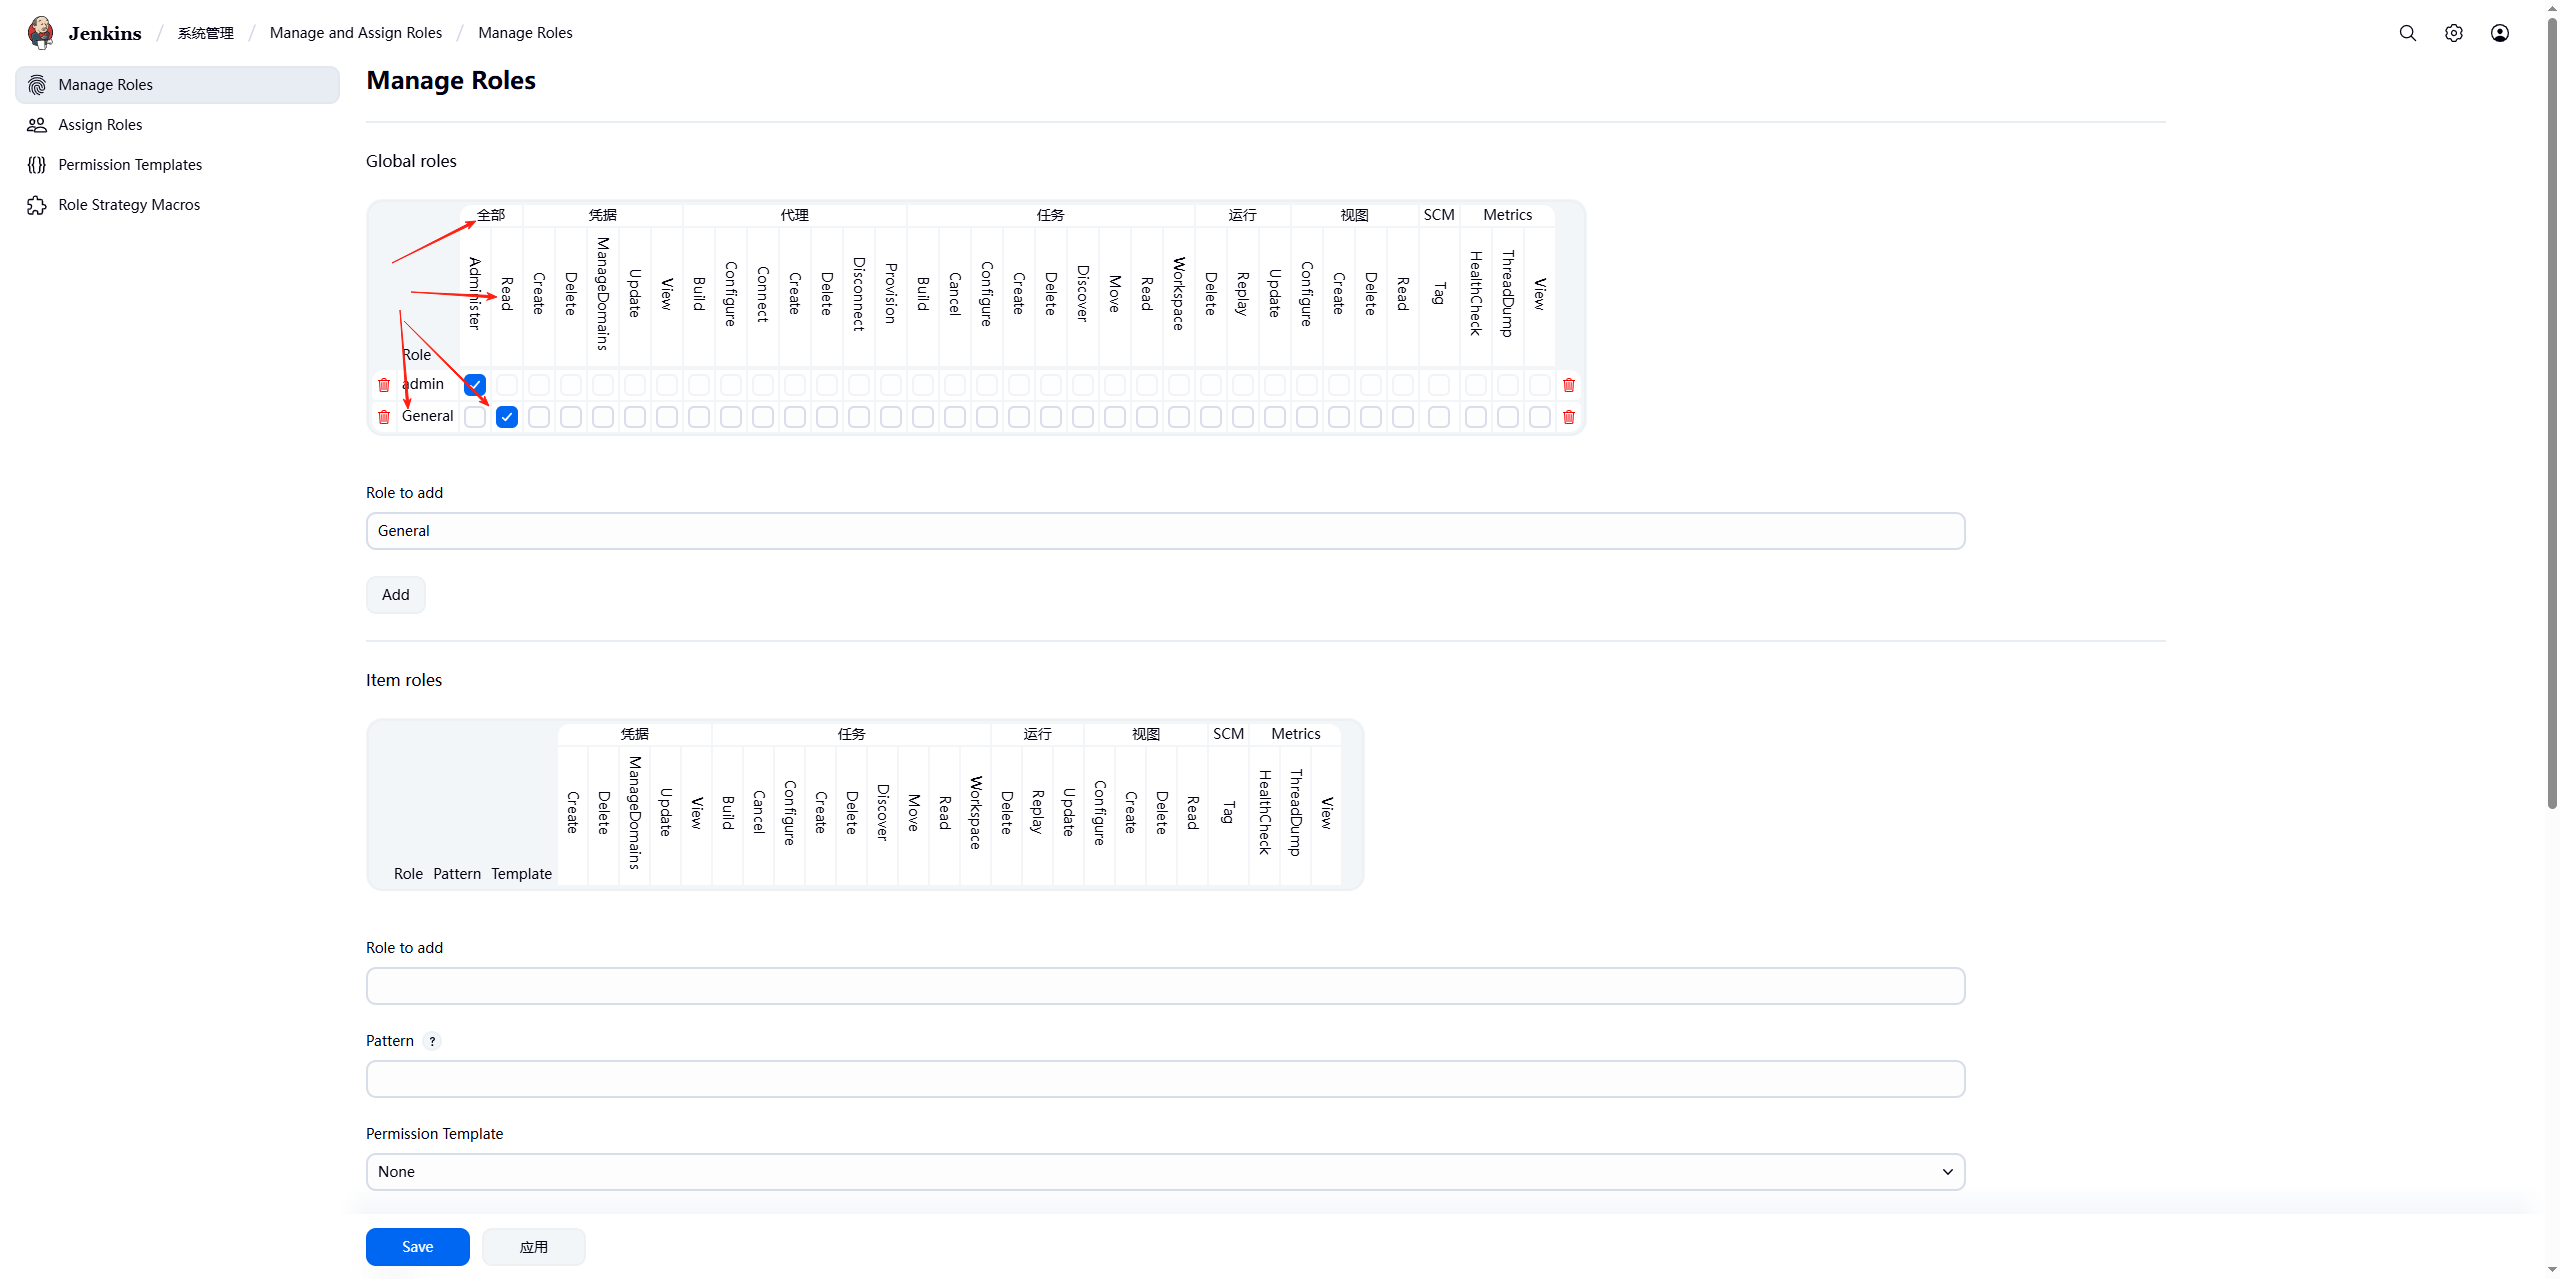 Jenkins / 系统管理 / Manage and Assign Roles / Manage Roles
Manage Roles
Assign Roles
Permission Templates
Role Strategy Macros
Manage Roles
Global roles
全部 凭据 代理 任务 运行 视图 SCM Metrics
Role Administer Read Create Delete ManageDomains Update View Build Configure Connect Create Delete Disconnect Provision Build Cancel Configure Create Delete Discover Move Read Workspace Delete Replay Update Configure Create Delete Read Tag HealthCheck ThreadDump View
admin
General
Role to add
General
Add
Item roles
凭据 任务 运行 视图 SCM Metrics
Role Pattern Template Create Delete ManageDomains Update View Build Cancel Configure Create Delete Discover Move Read Workspace Delete Replay Update Configure Create Delete Read Tag HealthCheck ThreadDump View
Role to add
Pattern ?
Permission Template
None
Save 应用